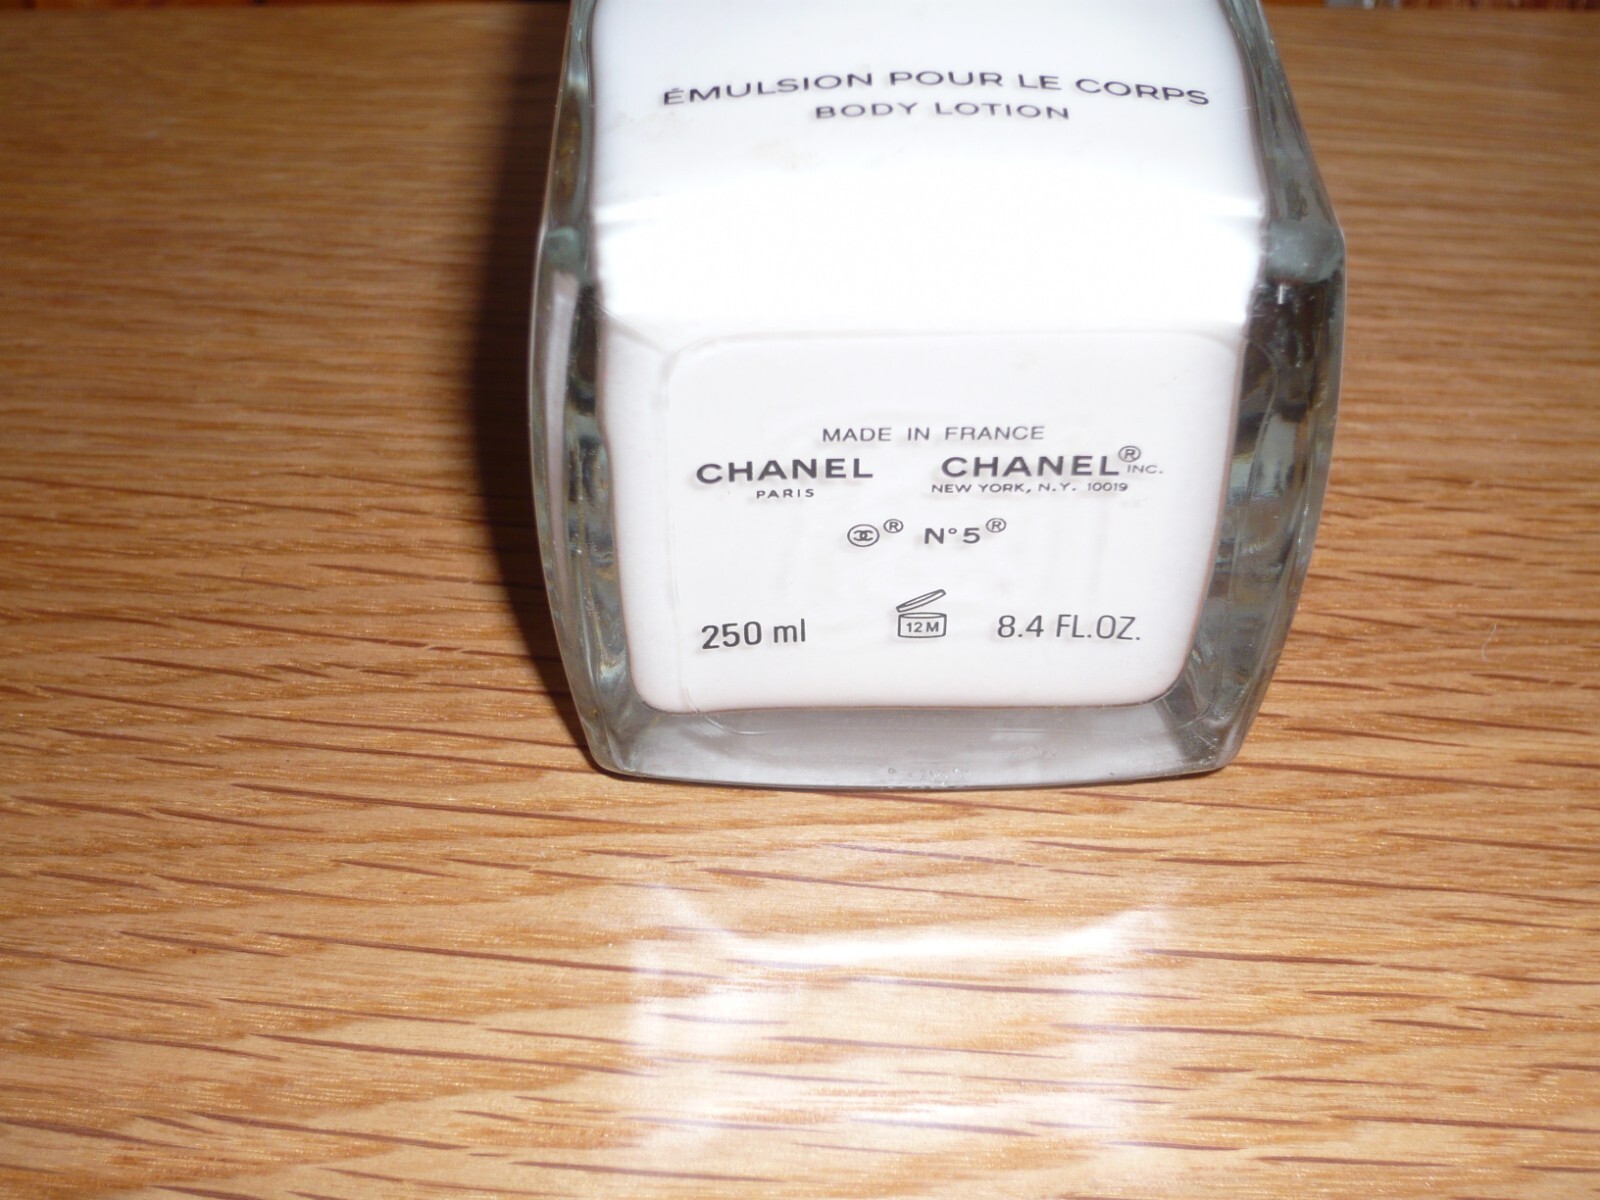 ÉMULSION POUR LE CORPS
BODY LOTION
MADE IN FRANCE
CHANEL CHANEL® INC.
PARIS NEW YORK, N.Y. 10019
® N°5®
250 ml 12M 8.4 FL.OZ.